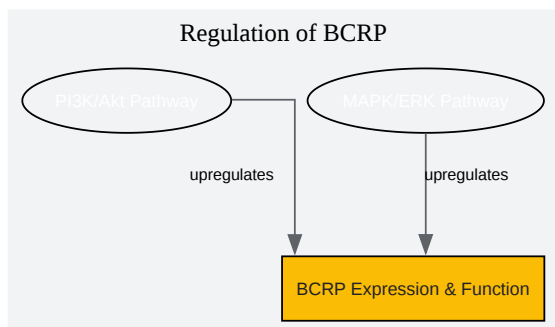 Regulation of BCRP
PI3K/Akt Pathway
MAPK/ERK Pathway
upregulates
upregulates
BCRP Expression & Function